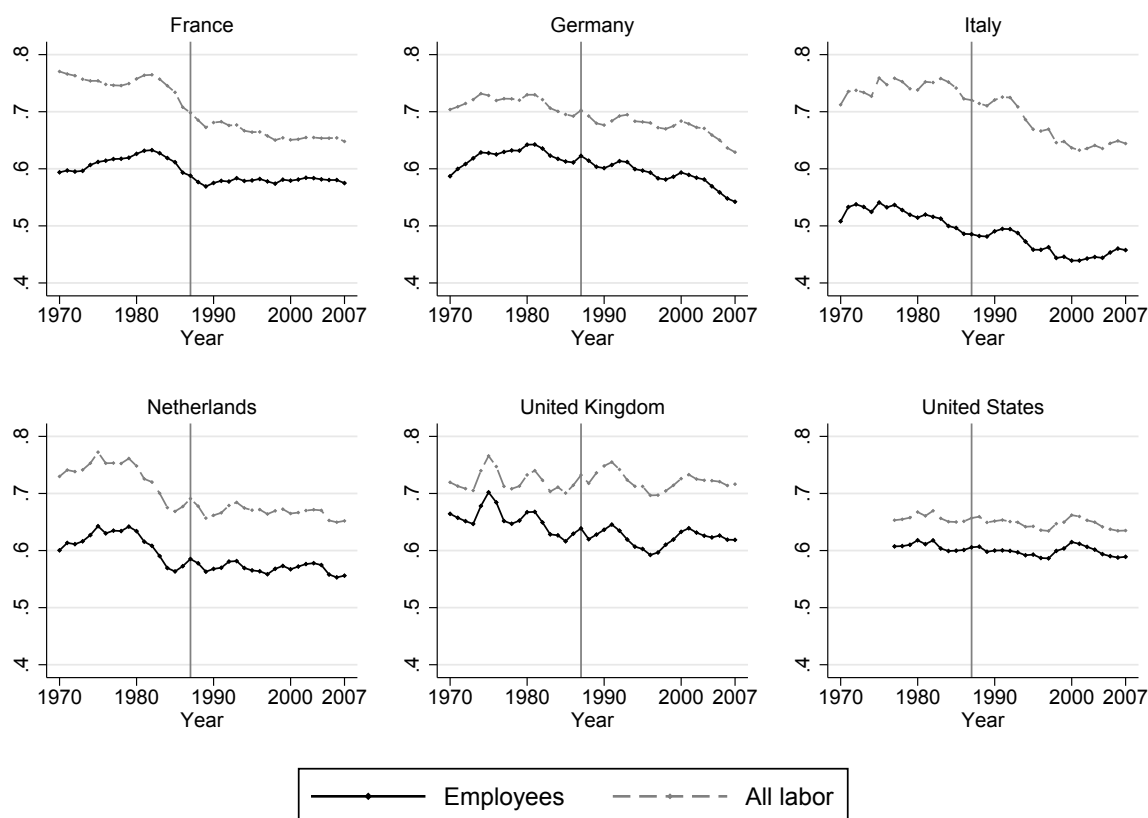 France Germany Italy
.8 .8 .8
.7 .7 .7
.6 .6 .6
.5 .5 .5
.4 .4 .4
1970 1980 1990 2000 2007 1970 1980 1990 2000 2007 1970 1980 1990 2000 2007
Year Year Year
Netherlands United Kingdom United States
.8 .8 .8
.7 .7 .7
.6 .6 .6
.5 .5 .5
.4 .4 .4
1970 1980 1990 2000 2007 1970 1980 1990 2000 2007 1970 1980 1990 2000 2007
Year Year Year
Employees All labor